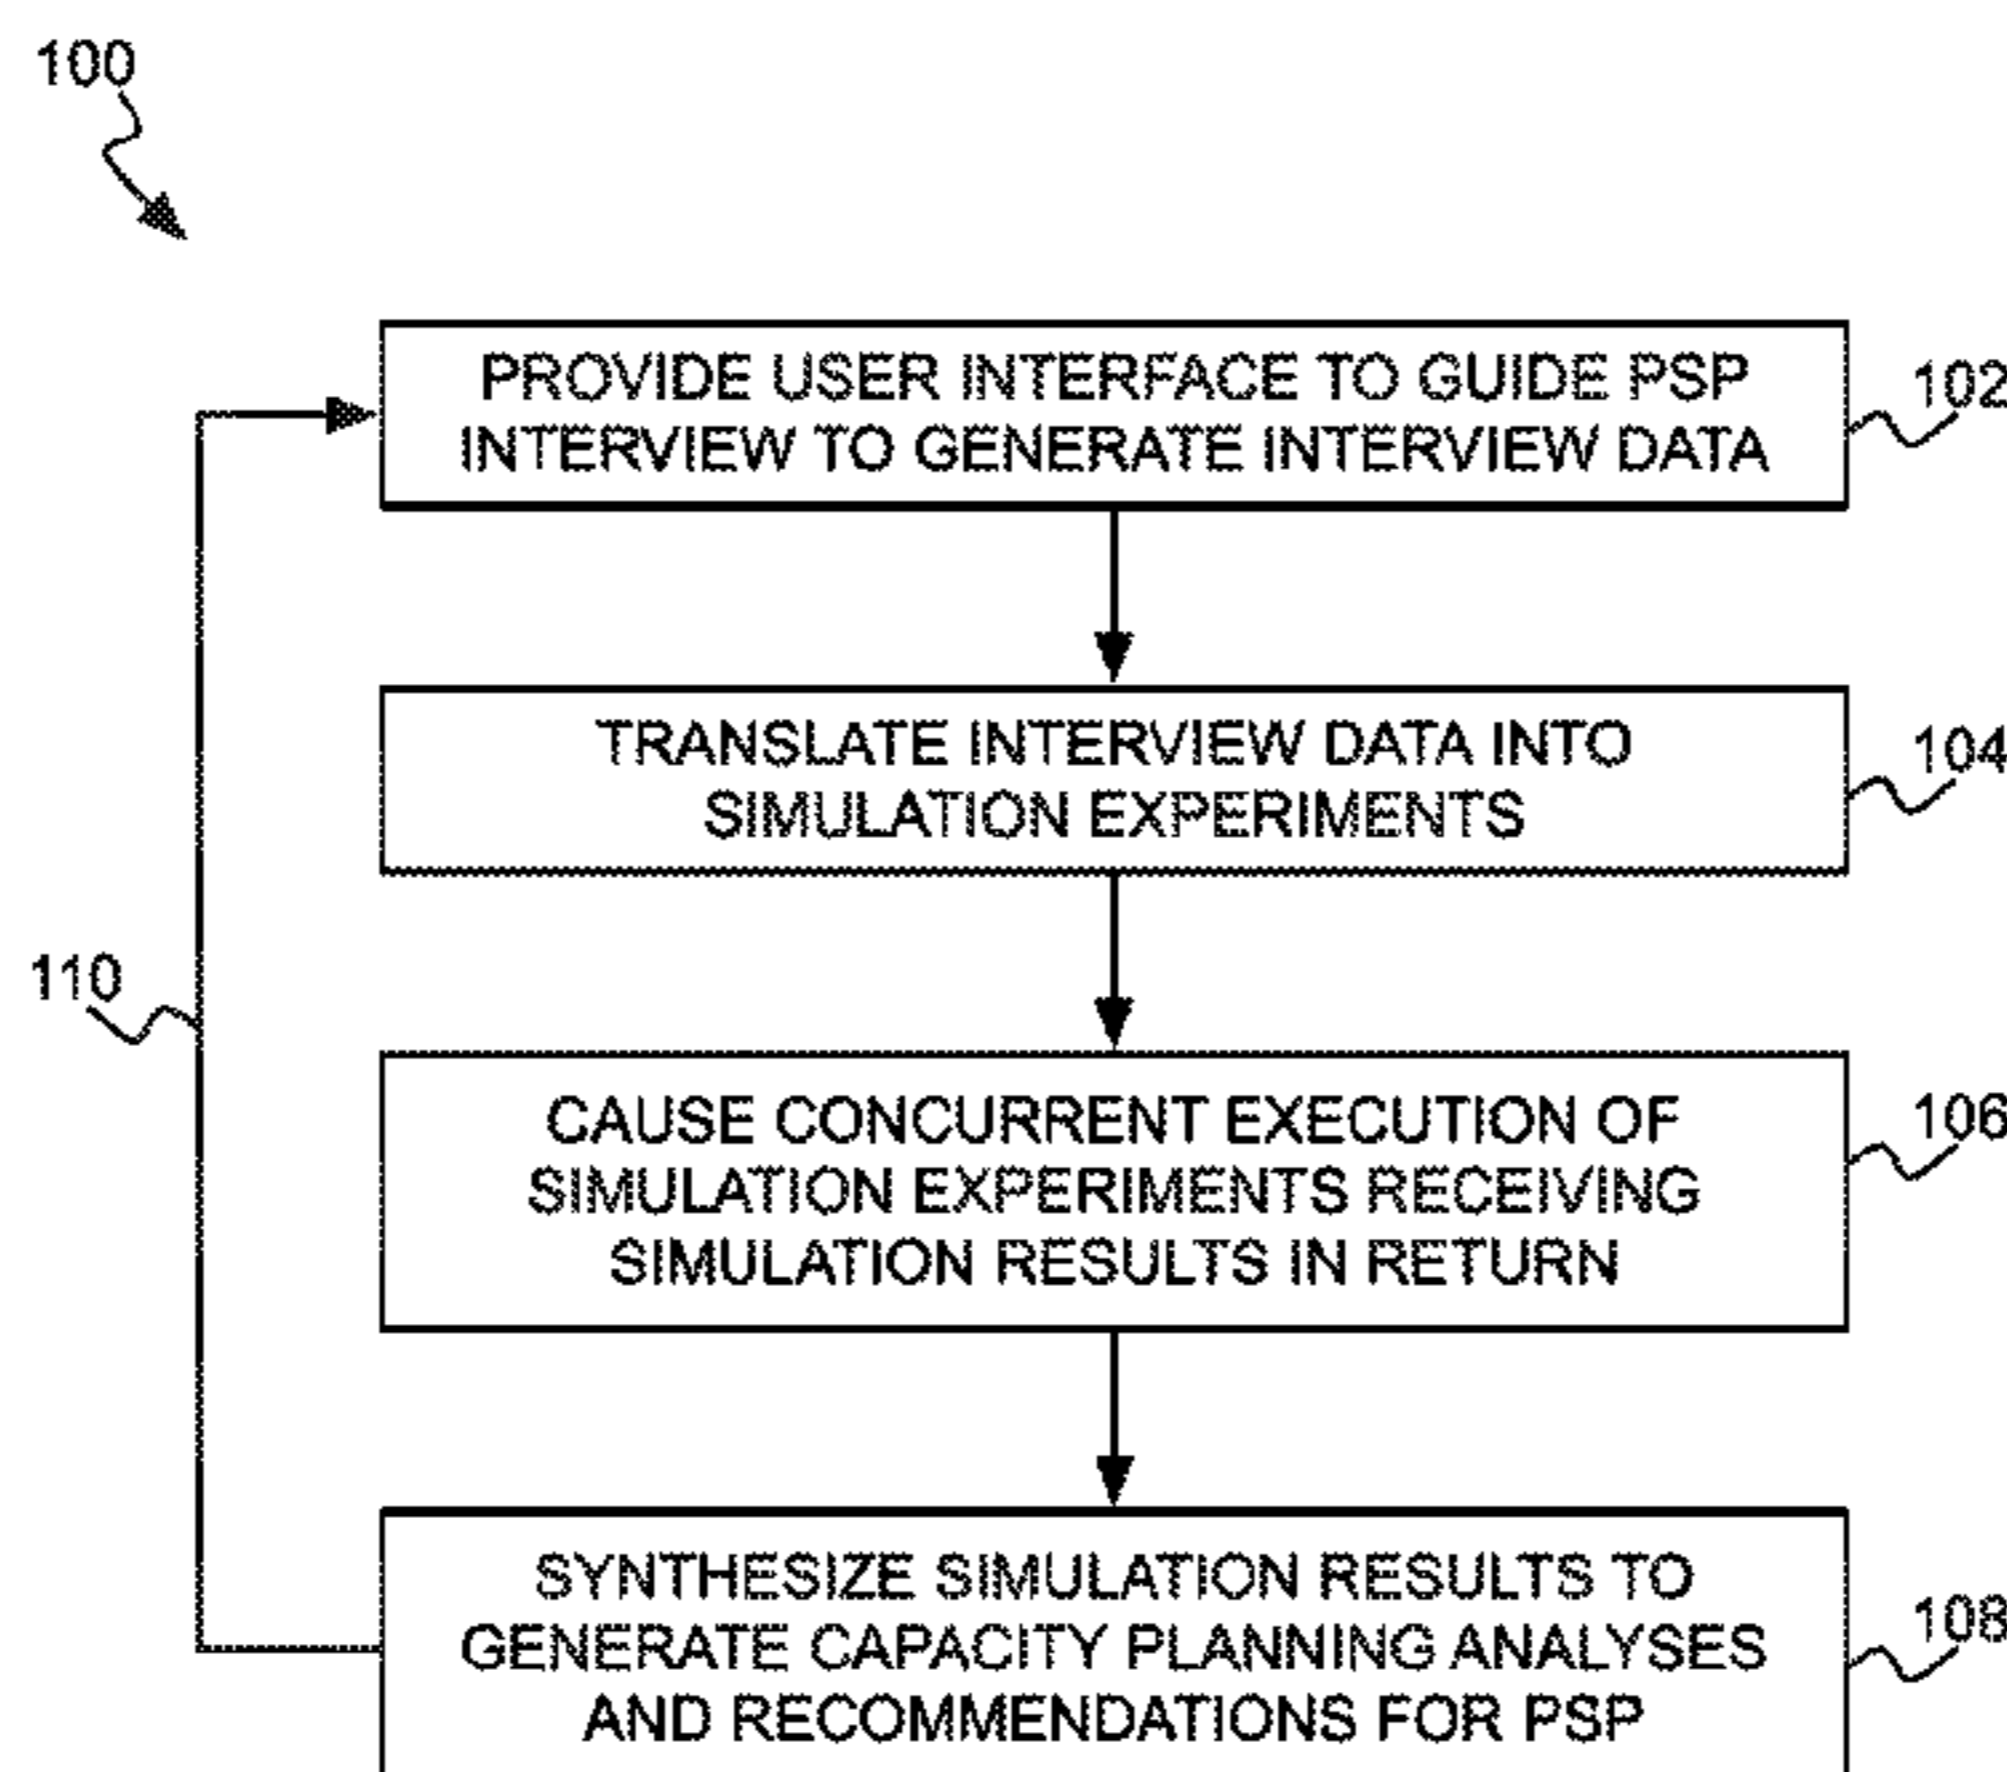 100
PROVIDE USER INTERFACE TO GUIDE PSP
INTERVIEW TO GENERATE INTERVIEW DATA
102
TRANSLATE INTERVIEW DATA INTO
SIMULATION EXPERIMENTS
104
110
CAUSE CONCURRENT EXECUTION OF
SIMULATION EXPERIMENTS RECEIVING
SIMULATION RESULTS IN RETURN
106
SYNTHESIZE SIMULATION RESULTS TO
GENERATE CAPACITY PLANNING ANALYSES
AND RECOMMENDATIONS FOR PSP
108